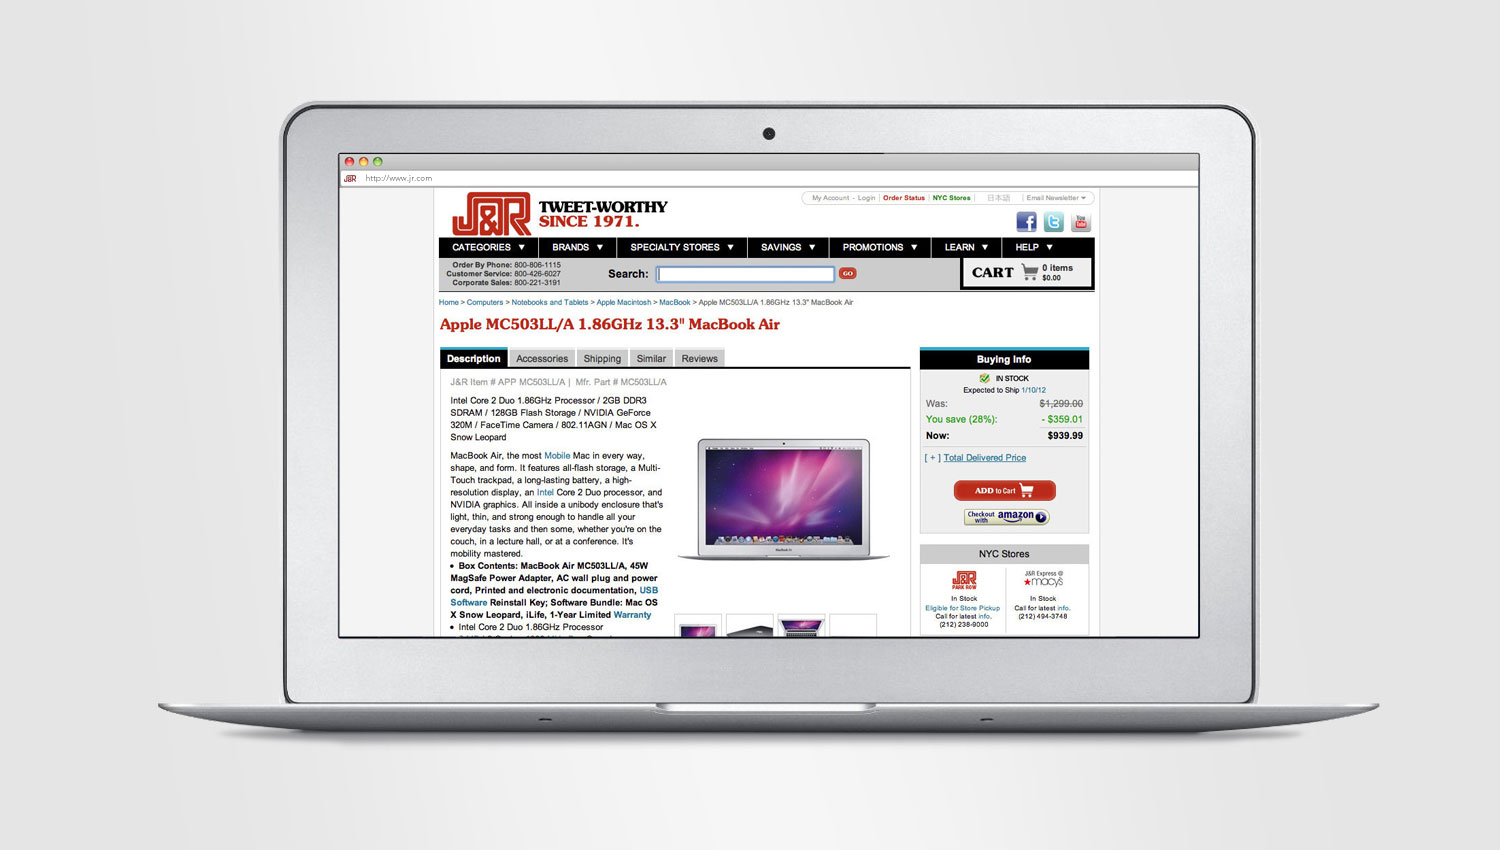 J&R http://www.jr.com
J&R
TWEET-WORTHY
SINCE 1971.
My Account - Login | Order Status | NYC Stores | 日本語 | Email Newsletter
You Tube
CATEGORIES BRANDS SPECIALTY STORES SAVINGS PROMOTIONS LEARN HELP
Order By Phone: 800-806-1115
Customer Service: 800-426-6027
Corporate Sales: 800-221-3191
Search: GO
CART 0 items
$0.00
Home > Computers > Notebooks and Tablets > Apple Macintosh > MacBook > Apple MC503LL/A 1.86GHz 13.3" MacBook Air
Apple MC503LL/A 1.86GHz 13.3" MacBook Air
Description Accessories Shipping Similar Reviews
J&R Item # APP MC503LL/A | Mfr. Part # MC503LL/A
Intel Core 2 Duo 1.86GHz Processor / 2GB DDR3
SDRAM / 128GB Flash Storage / NVIDIA GeForce
320M / FaceTime Camera / 802.11AGN / Mac OS X
Snow Leopard
MacBook Air, the most Mobile Mac in every way,
shape, and form. It features all-flash storage, a Multi-
Touch trackpad, a long-lasting battery, a high-
resolution display, an Intel Core 2 Duo processor, and
NVIDIA graphics. All inside a unibody enclosure that's
light, thin, and strong enough to handle all your
everyday tasks and then some, whether you're on the
couch, in a lecture hall, or at a conference. It's
mobility mastered.
• Box Contents: MacBook Air MC503LL/A, 45W
MagSafe Power Adapter, AC wall plug and power
cord, Printed and electronic documentation, USB
Software Reinstall Key; Software Bundle: Mac OS
X Snow Leopard, iLife, 1-Year Limited Warranty
• Intel Core 2 Duo 1.86GHz Processor
MacBook Air
Buying Info
IN STOCK
Expected to Ship 1/10/12
Was: $1,299.00
You save (28%): - $359.01
Now: $939.99
[ + ] Total Delivered Price
ADD to Cart
Checkout with amazon
NYC Stores
J&R
PARK ROW
In Stock
Eligible for Store Pickup
Call for latest info.
(212) 238-9000
J&R Express @
macy's
In Stock
Call for latest info.
(212) 494-3748